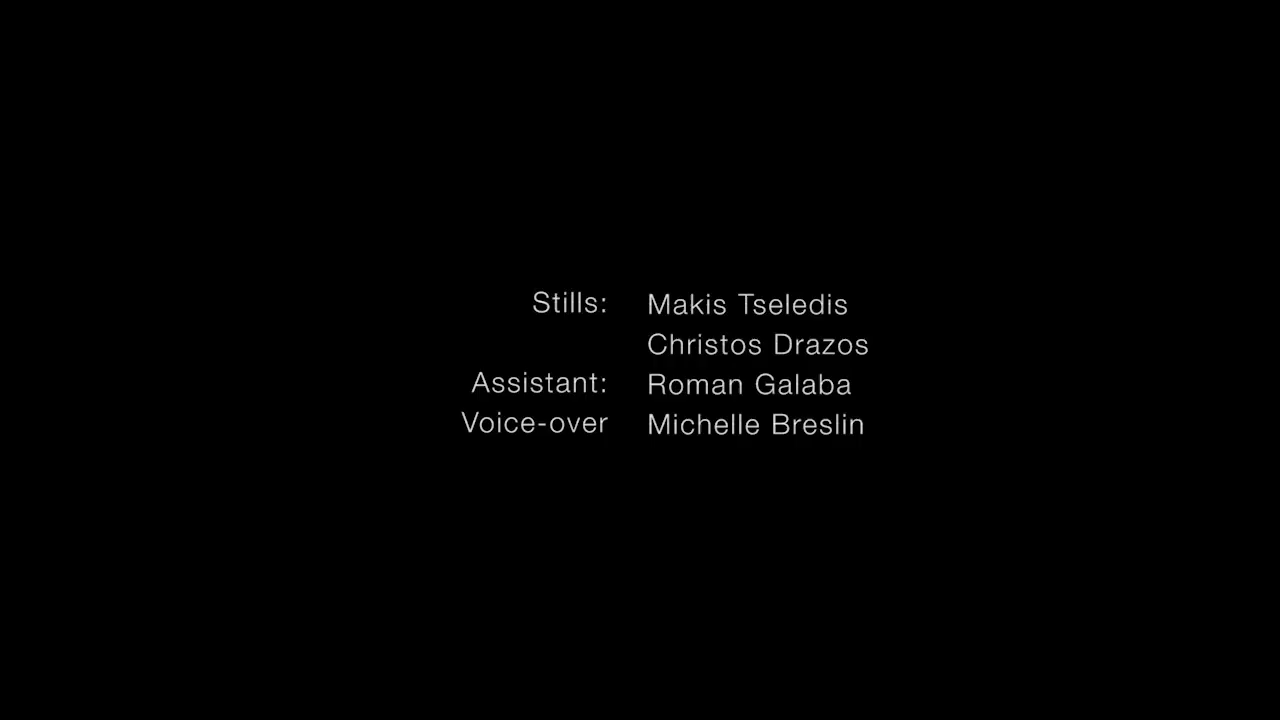 Stills: Makis Tseledis
Christos Drazos
Assistant: Roman Galaba
Voice-over Michelle Breslin